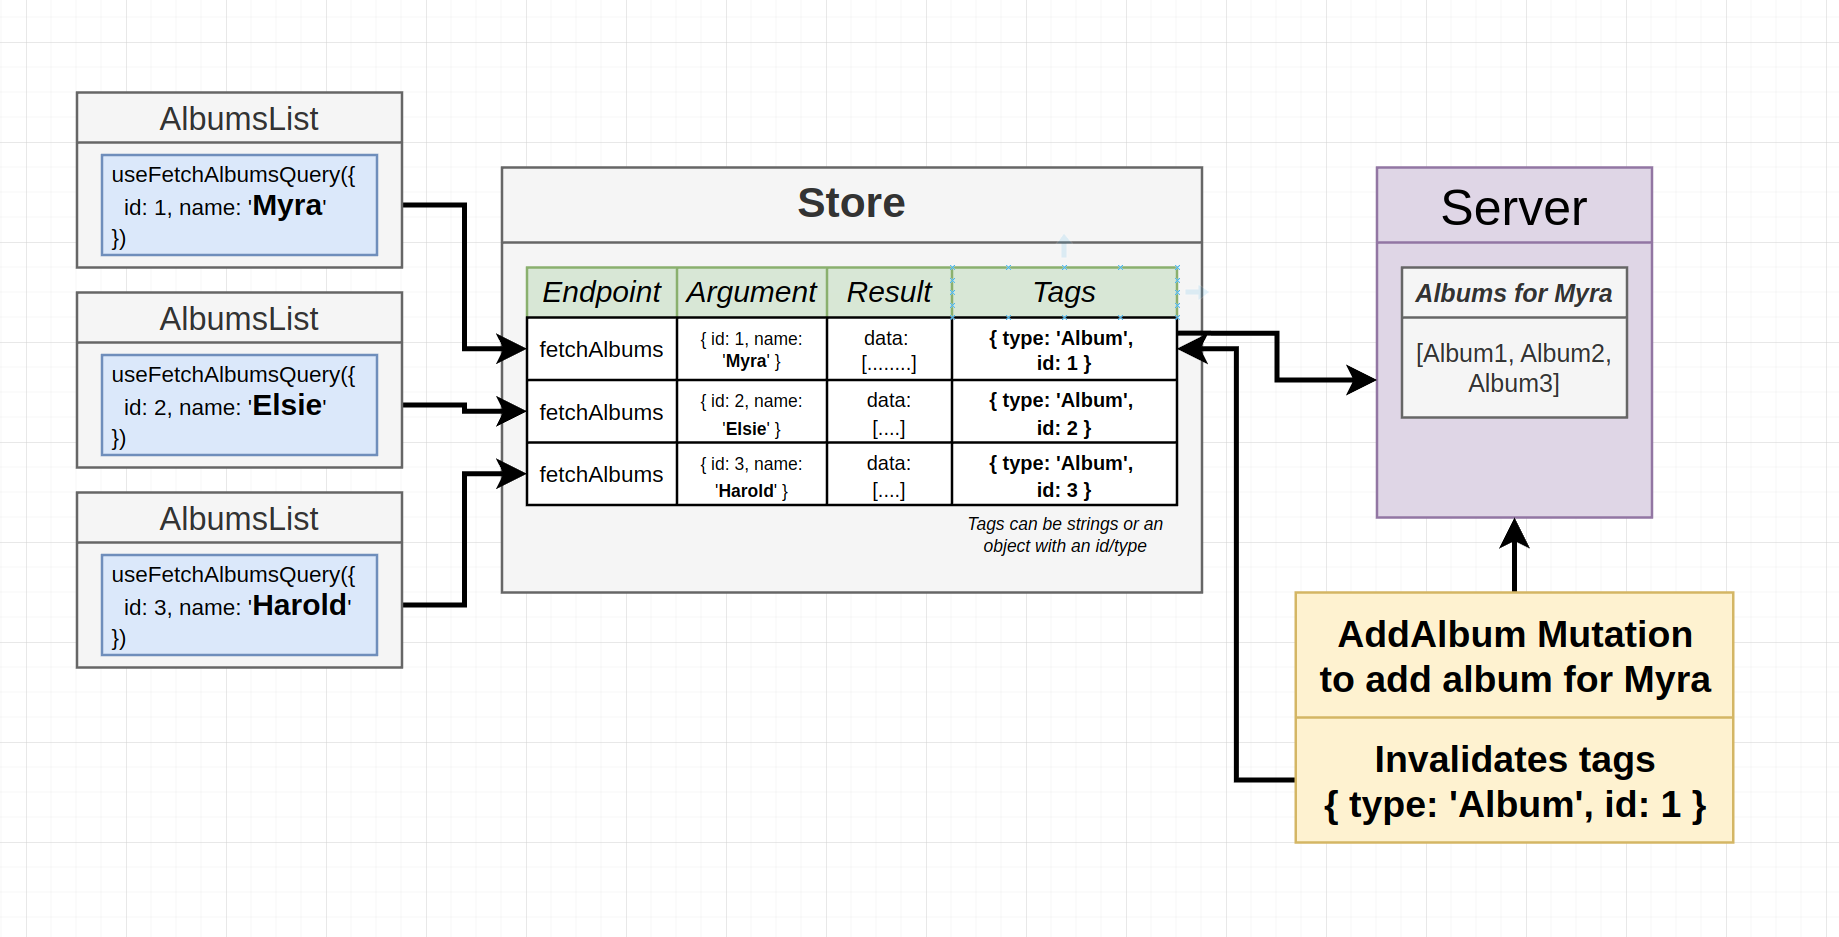 AlbumsList
useFetchAlbumsQuery({
id: 1, name: 'Myra'
})
AlbumsList
useFetchAlbumsQuery({
id: 2, name: 'Elsie'
})
AlbumsList
useFetchAlbumsQuery({
id: 3, name: 'Harold'
})
Store
Endpoint Argument Result Tags
fetchAlbums
{ id: 1, name:
'Myra' }
data:
[........]
{ type: 'Album',
id: 1 }
fetchAlbums
{ id: 2, name:
'Elsie' }
data:
[....]
{ type: 'Album',
id: 2 }
fetchAlbums
{ id: 3, name:
'Harold' }
data:
[....]
{ type: 'Album',
id: 3 }
Tags can be strings or an
object with an id/type
Server
Albums for Myra
[Album1, Album2,
Album3]
AddAlbum Mutation
to add album for Myra
Invalidates tags
{ type: 'Album', id: 1 }